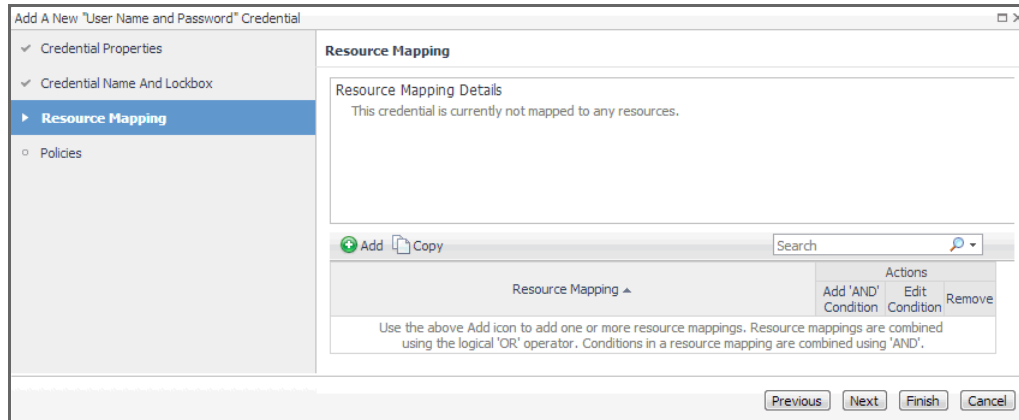 Add A New "User Name and Password" Credential
Credential Properties
Credential Name And Lockbox
Resource Mapping
Policies
Resource Mapping
Resource Mapping Details
This credential is currently not mapped to any resources.
Add Copy Search
Resource Mapping
Actions
Add 'AND' Condition
Edit Condition
Remove
Use the above Add icon to add one or more resource mappings. Resource mappings are combined
using the logical 'OR' operator. Conditions in a resource mapping are combined using 'AND'.
Previous Next Finish Cancel